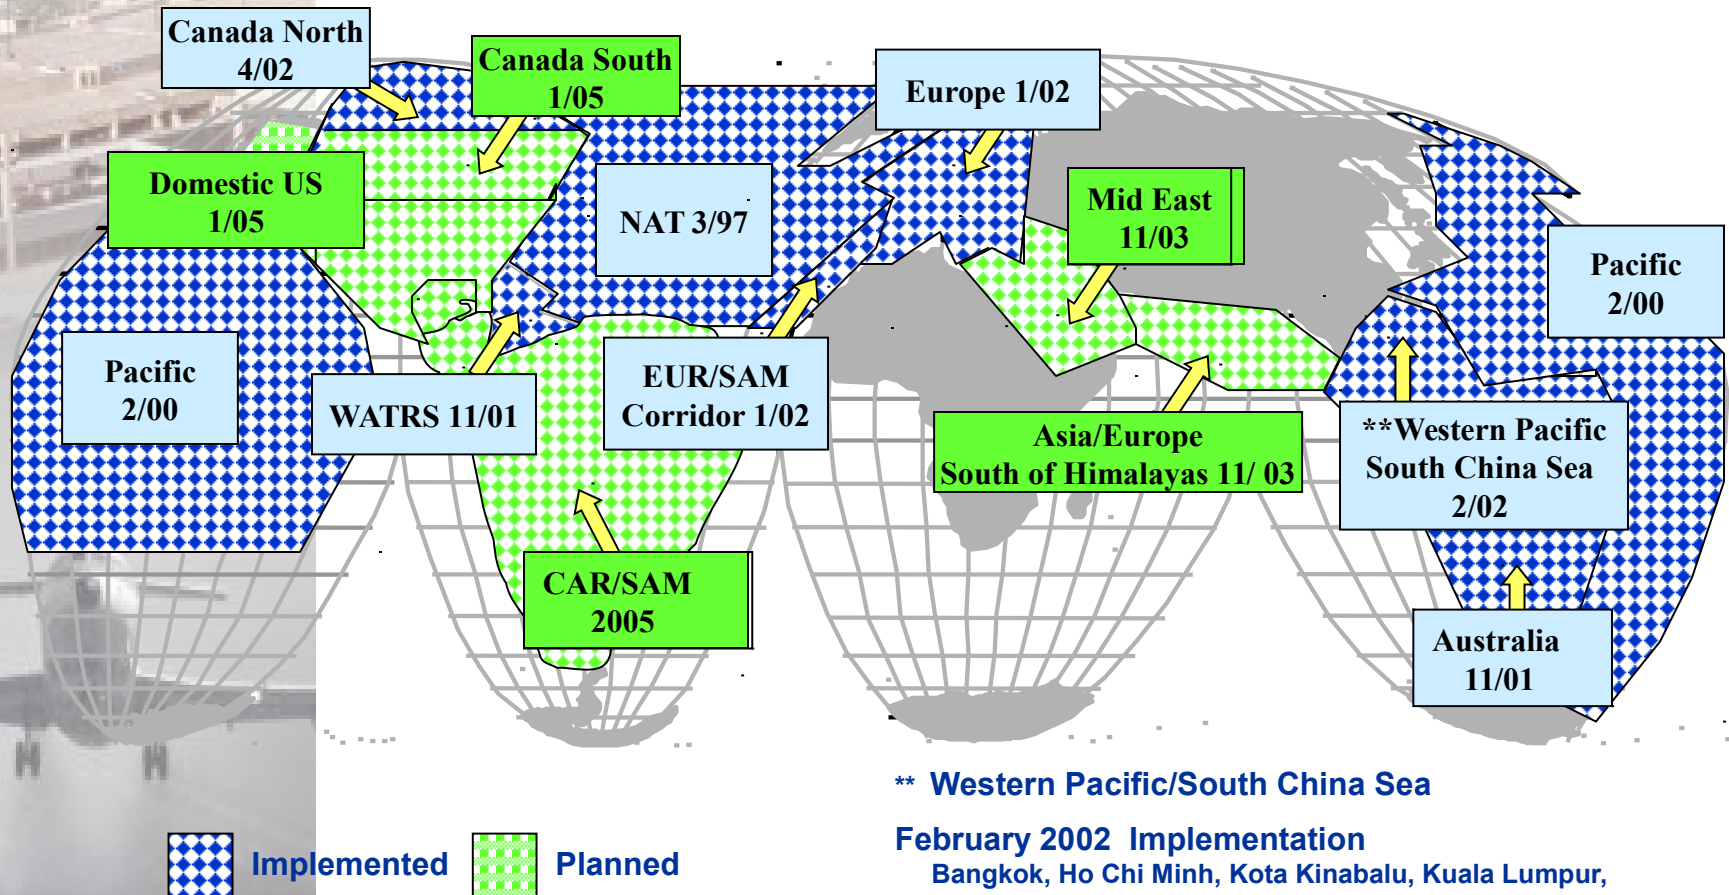 Canada North
4/02
Canada South
1/05
Europe 1/02
Domestic US
1/05
NAT 3/97
Mid East
11/03
Pacific
2/00
Pacific
2/00
WATRS 11/01
EUR/SAM
Corridor 1/02
Asia/Europe
South of Himalayas 11/ 03
**Western Pacific
South China Sea
2/02
CAR/SAM
2005
Australia
11/01
** Western Pacific/South China Sea
February 2002 Implementation
Bangkok, Ho Chi Minh, Kota Kinabalu, Kuala Lumpur,
Implemented
Planned